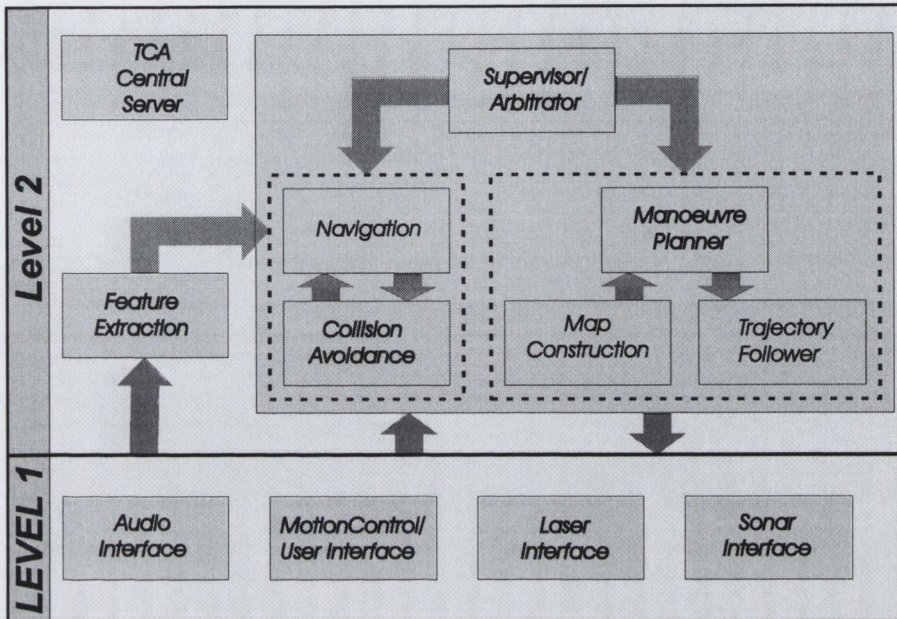 Level 2
TCA
Central
Server
Supervisor/
Arbitrator
Navigation
Manoeuvre
Planner
Feature
Extraction
Collision
Avoidance
Map
Construction
Trajectory
Follower
LEVEL 1
Audio
Interface
MotionControl/
User Interface
Laser
Interface
Sonar
Interface